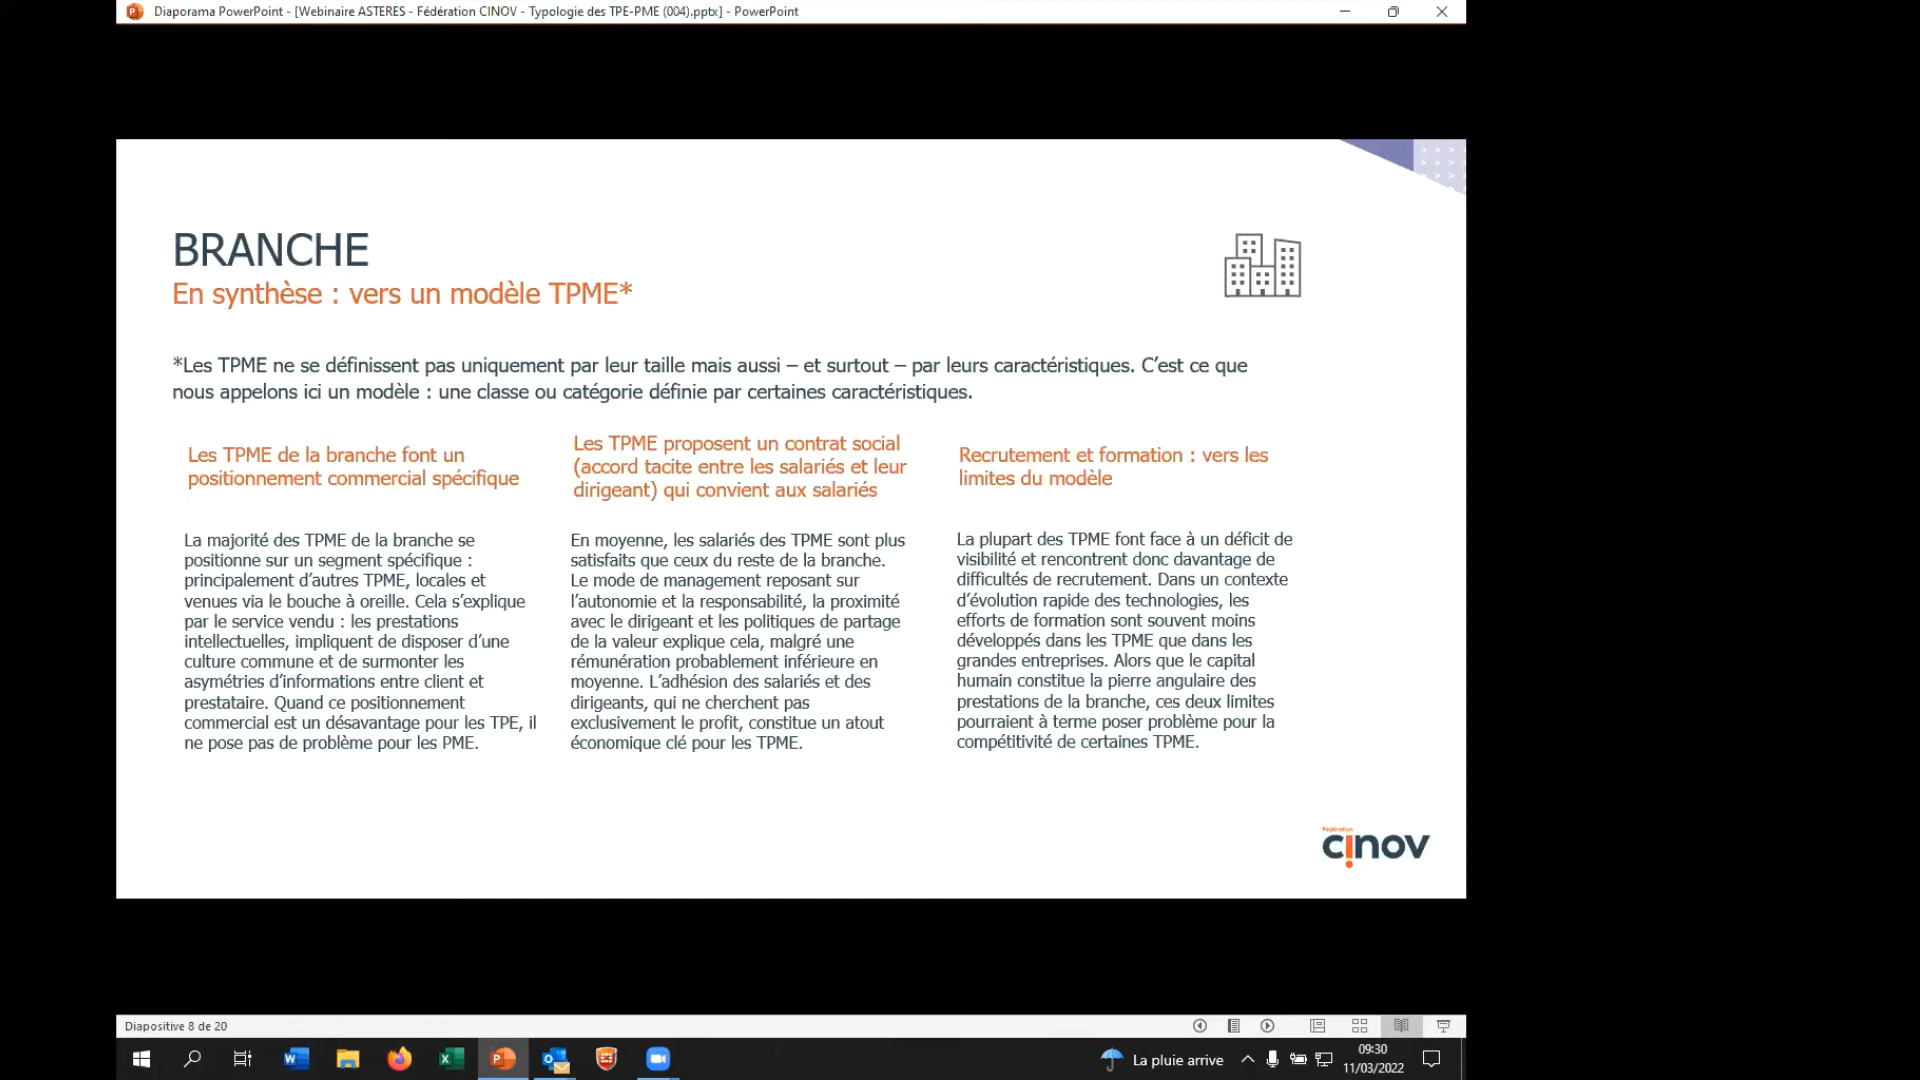 Diaporama PowerPoint - [Webinaire ASTERES - Fédération CINOV - Typologie des TPE-PME (004).pptx] - PowerPoint
BRANCHE
En synthèse : vers un modèle TPME*
*Les TPME ne se définissent pas uniquement par leur taille mais aussi – et surtout – par leurs caractéristiques. C’est ce que
nous appelons ici un modèle : une classe ou catégorie définie par certaines caractéristiques.
Les TPME de la branche font un
positionnement commercial spécifique
La majorité des TPME de la branche se
positionne sur un segment spécifique :
principalement d’autres TPME, locales et
venues via le bouche à oreille. Cela s’explique
par le service vendu : les prestations
intellectuelles, impliquent de disposer d’une
culture commune et de surmonter les
asymétries d’informations entre client et
prestataire. Quand ce positionnement
commercial est un désavantage pour les TPE, il
ne pose pas de problème pour les PME.
Les TPME proposent un contrat social
(accord tacite entre les salariés et leur
dirigeant) qui convient aux salariés
En moyenne, les salariés des TPME sont plus
satisfaits que ceux du reste de la branche.
Le mode de management reposant sur
l’autonomie et la responsabilité, la proximité
avec le dirigeant et les politiques de partage
de la valeur explique cela, malgré une
rémunération probablement inférieure en
moyenne. L’adhésion des salariés et des
dirigeants, qui ne cherchent pas
exclusivement le profit, constitue un atout
économique clé pour les TPME.
Recrutement et formation : vers les
limites du modèle
La plupart des TPME font face à un déficit de
visibilité et rencontrent donc davantage de
difficultés de recrutement. Dans un contexte
d’évolution rapide des technologies, les
efforts de formation sont souvent moins
développés dans les TPME que dans les
grandes entreprises. Alors que le capital
humain constitue la pierre angulaire des
prestations de la branche, ces deux limites
pourraient à terme poser problème pour la
compétitivité de certaines TPME.
Fédération
cinov
Diapositive 8 de 20
La pluie arrive
09:30
11/03/2022